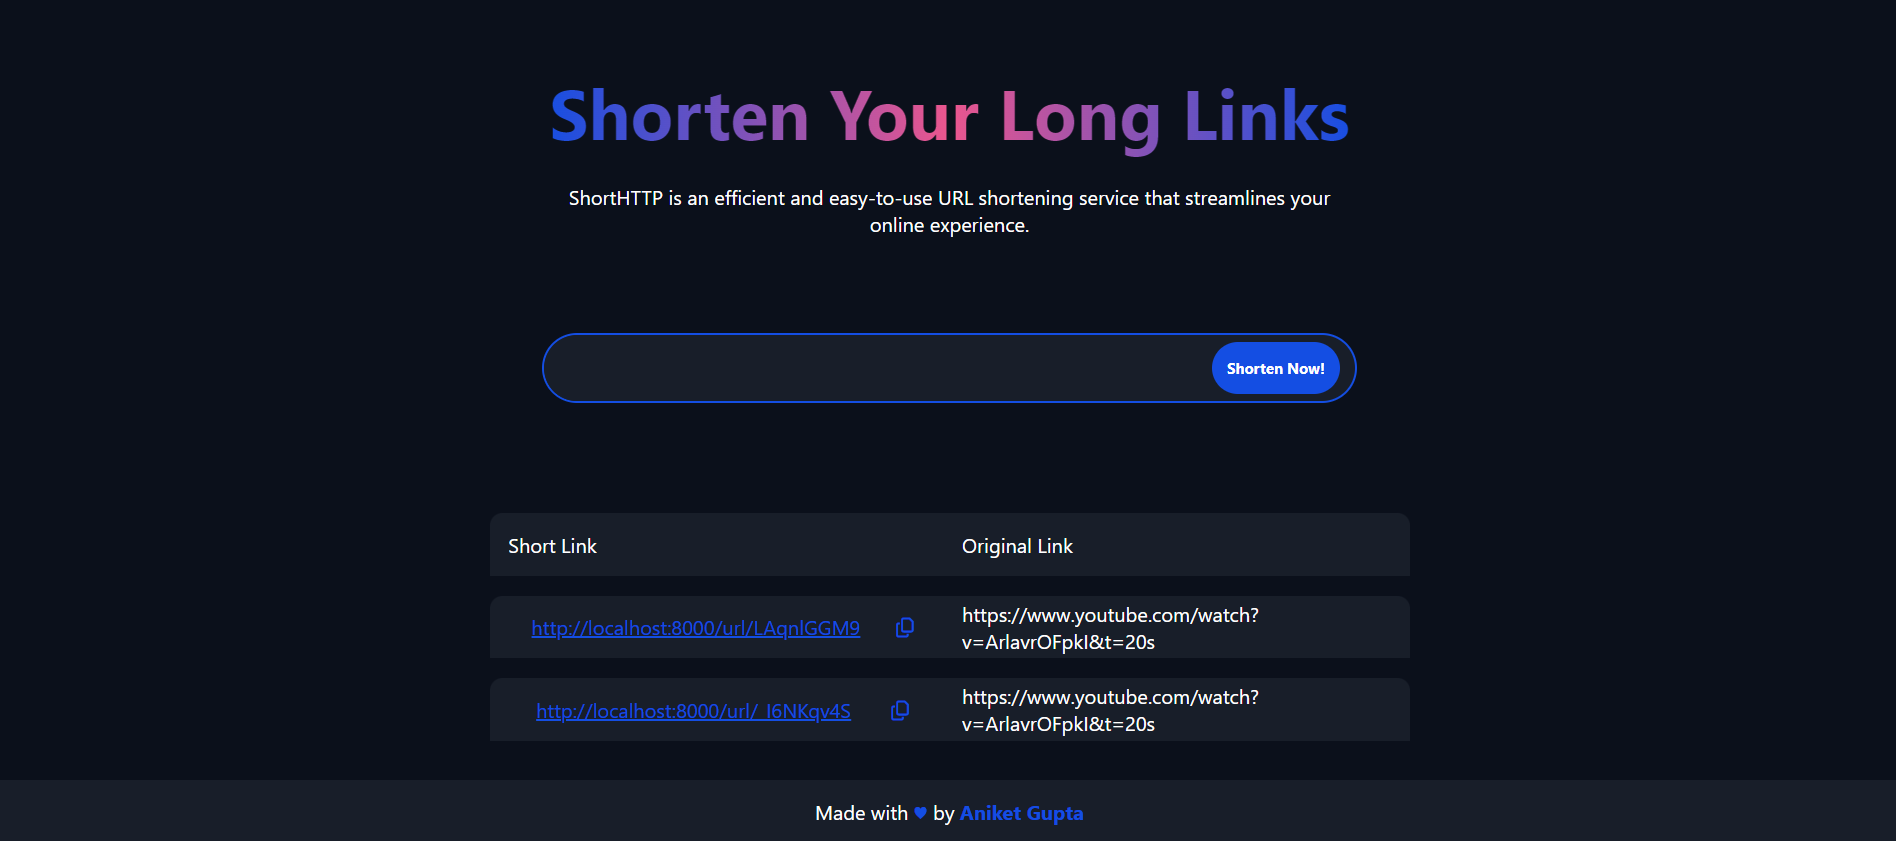 Shorten Your Long Links
ShortHTTP is an efficient and easy-to-use URL shortening service that streamlines your
online experience.
Shorten Now!
Short Link
Original Link
http://localhost:8000/url/LAqnlGGM9
https://www.youtube.com/watch?
v=ArlavrOFpkI&t=20s
http://localhost:8000/url/_I6NKqv4S
https://www.youtube.com/watch?
v=ArlavrOFpkI&t=20s
Made with ♥ by Aniket Gupta